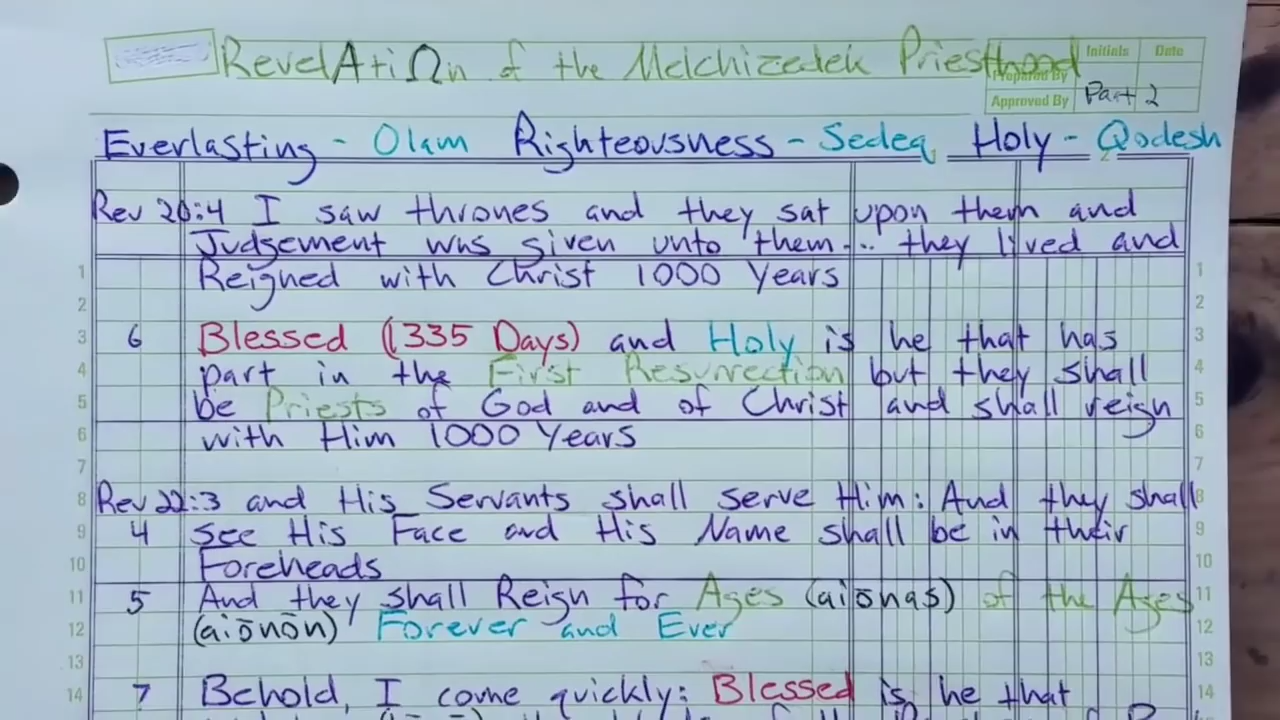 RevelAtiΩn of the Melchizedek Priesthood
Initials Date
Prepared By
Approved By Part 2
Everlasting - Olam Righteousness - Sedeq Holy - Qodesh
Rev 20:4 I saw thrones and they sat upon them and
Judgement was given unto them... they lived and
1 Reigned with Christ 1000 Years 1
2 2
3 6 Blessed (1335 Days) and Holy is he that has 3
4 part in the First Resurrection but they shall 4
5 be Priests of God and of Christ and shall reign 5
6 with Him 1000 Years 6
7 7
8 Rev 22:3 and His Servants shall serve Him: And they shall 8
9 4 see His Face and His Name shall be in their 9
10 Foreheads 10
11 5 And they shall Reign for Ages (aiōnas) of the Ages 11
12 (aiōnōn) Forever and Ever 12
13 13
14 7 Behold, I come quickly: Blessed is he that 14